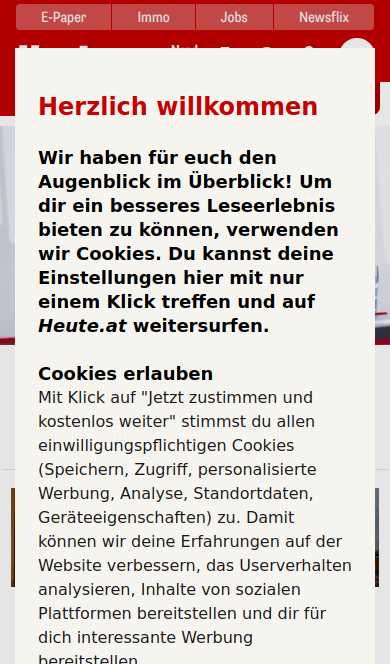 E-Paper
Immo
Jobs
Newsflix
Herzlich willkommen
Wir haben für euch den
Augenblick im Überblick! Um
dir ein besseres Leseerlebnis
bieten zu können, verwenden
wir Cookies. Du kannst deine
Einstellungen hier mit nur
einem Klick treffen und auf
Heute.at weitersurfen.
Cookies erlauben
Mit Klick auf "Jetzt zustimmen und
kostenlos weiter" stimmst du allen
einwilligungspflichtigen Cookies
(Speichern, Zugriff, personalisierte
Werbung, Analyse, Standortdaten,
Geräteeigenschaften) zu. Damit
können wir deine Erfahrungen auf der
Website verbessern, das Userverhalten
analysieren, Inhalte von sozialen
Plattformen bereitstellen und dir für
dich interessante Werbung
bereitstellen.